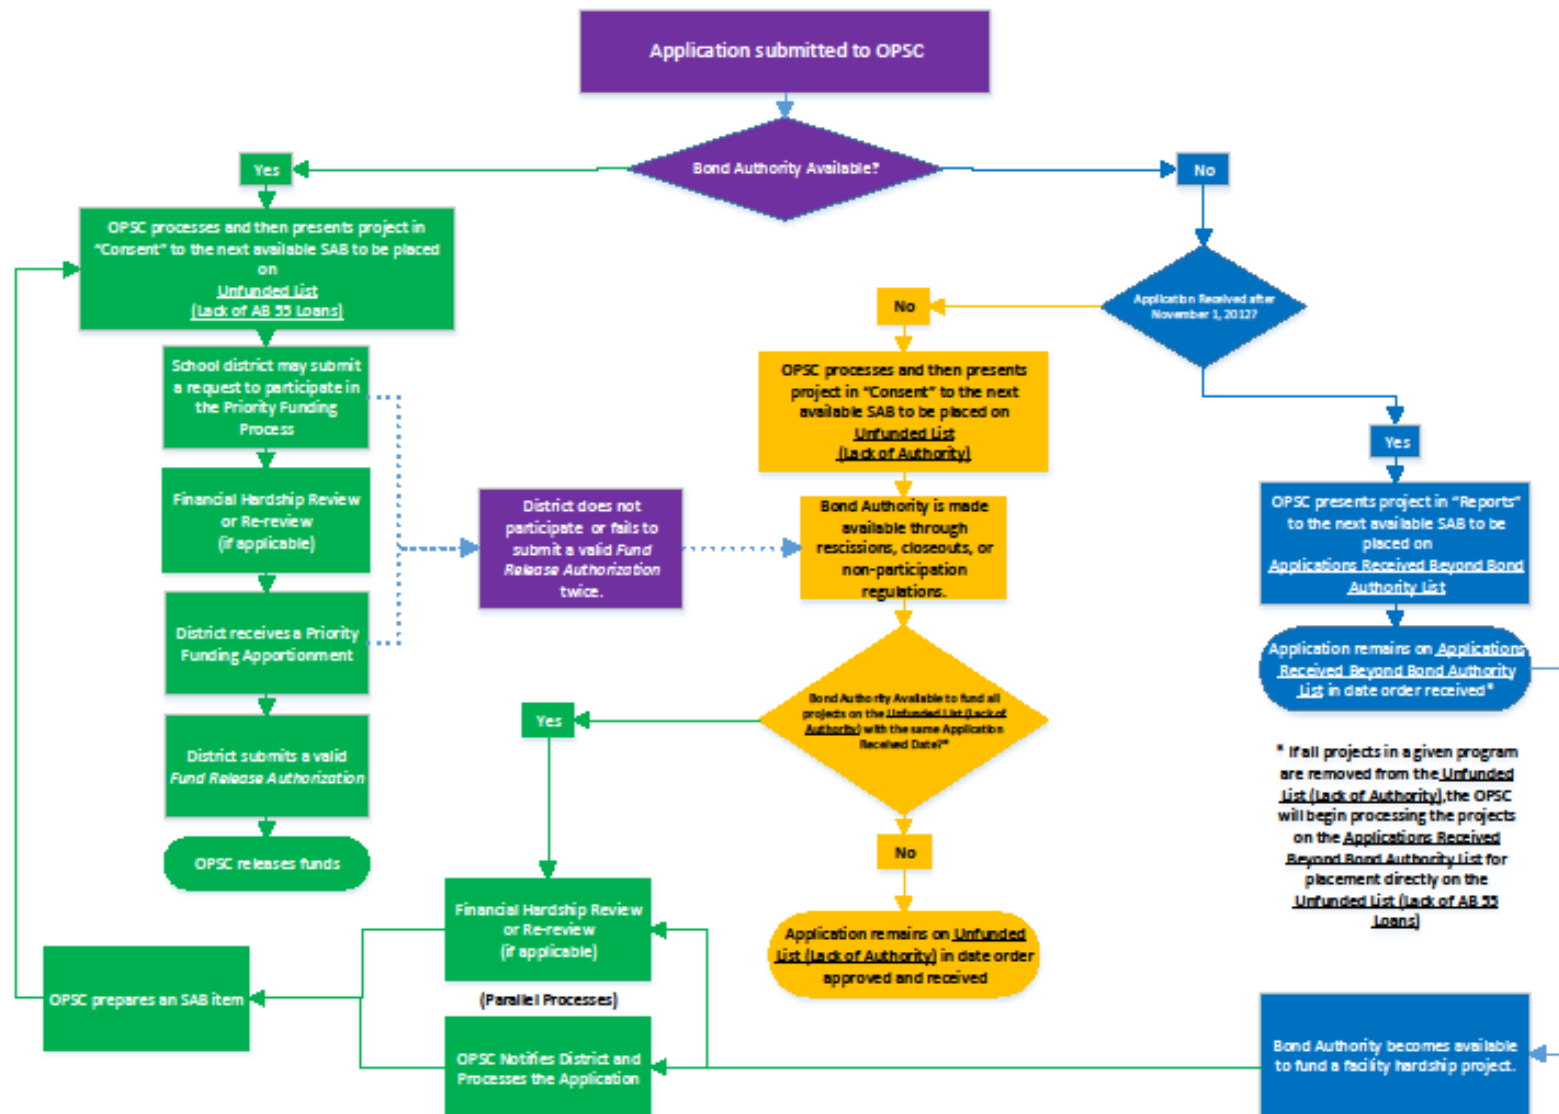 Application submitted to OPSC
Bond Authority Available?
Yes
No
OPSC processes and then presents project in
"Consent" to the next available SAB to be placed
on
Unfunded List
(Lack of AB 55 Loans)
School district may submit
a request to participate in
the Priority Funding
Process
Financial Hardship Review
or Re-review
(if applicable)
District receives a Priority
Funding Apportionment
District submits a valid
Fund Release Authorization
OPSC releases funds
District does not
participate or fails to
submit a valid Fund
Release Authorization
twice.
Application Received after
November 1, 2012?
No
OPSC processes and then presents
project in "Consent" to the next
available SAB to be placed on
Unfunded List
(Lack of Authority)
Bond Authority is made
available through
rescissions, closeouts, or
non-participation
regulations.
Bond Authority Available to fund all
projects on the Unfunded List (Lack of
Authority) with the same Application
Received Date?*
Yes
No
Application remains on Unfunded
List (Lack of Authority) in date order
approved and received
Yes
OPSC presents project in "Reports"
to the next available SAB to be
placed on
Applications Received Beyond Bond
Authority List
Application remains on Applications
Received Beyond Bond Authority
List in date order received*
* If all projects in a given program
are removed from the Unfunded
List (Lack of Authority),the OPSC
will begin processing the projects
on the Applications Received
Beyond Bond Authority List for
placement directly on the
Unfunded List (Lack of AB 55
Loans)
Financial Hardship Review
or Re-review
(if applicable)
(Parallel Processes)
OPSC Notifies District and
Processes the Application
OPSC prepares an SAB item
Bond Authority becomes available
to fund a facility hardship project.